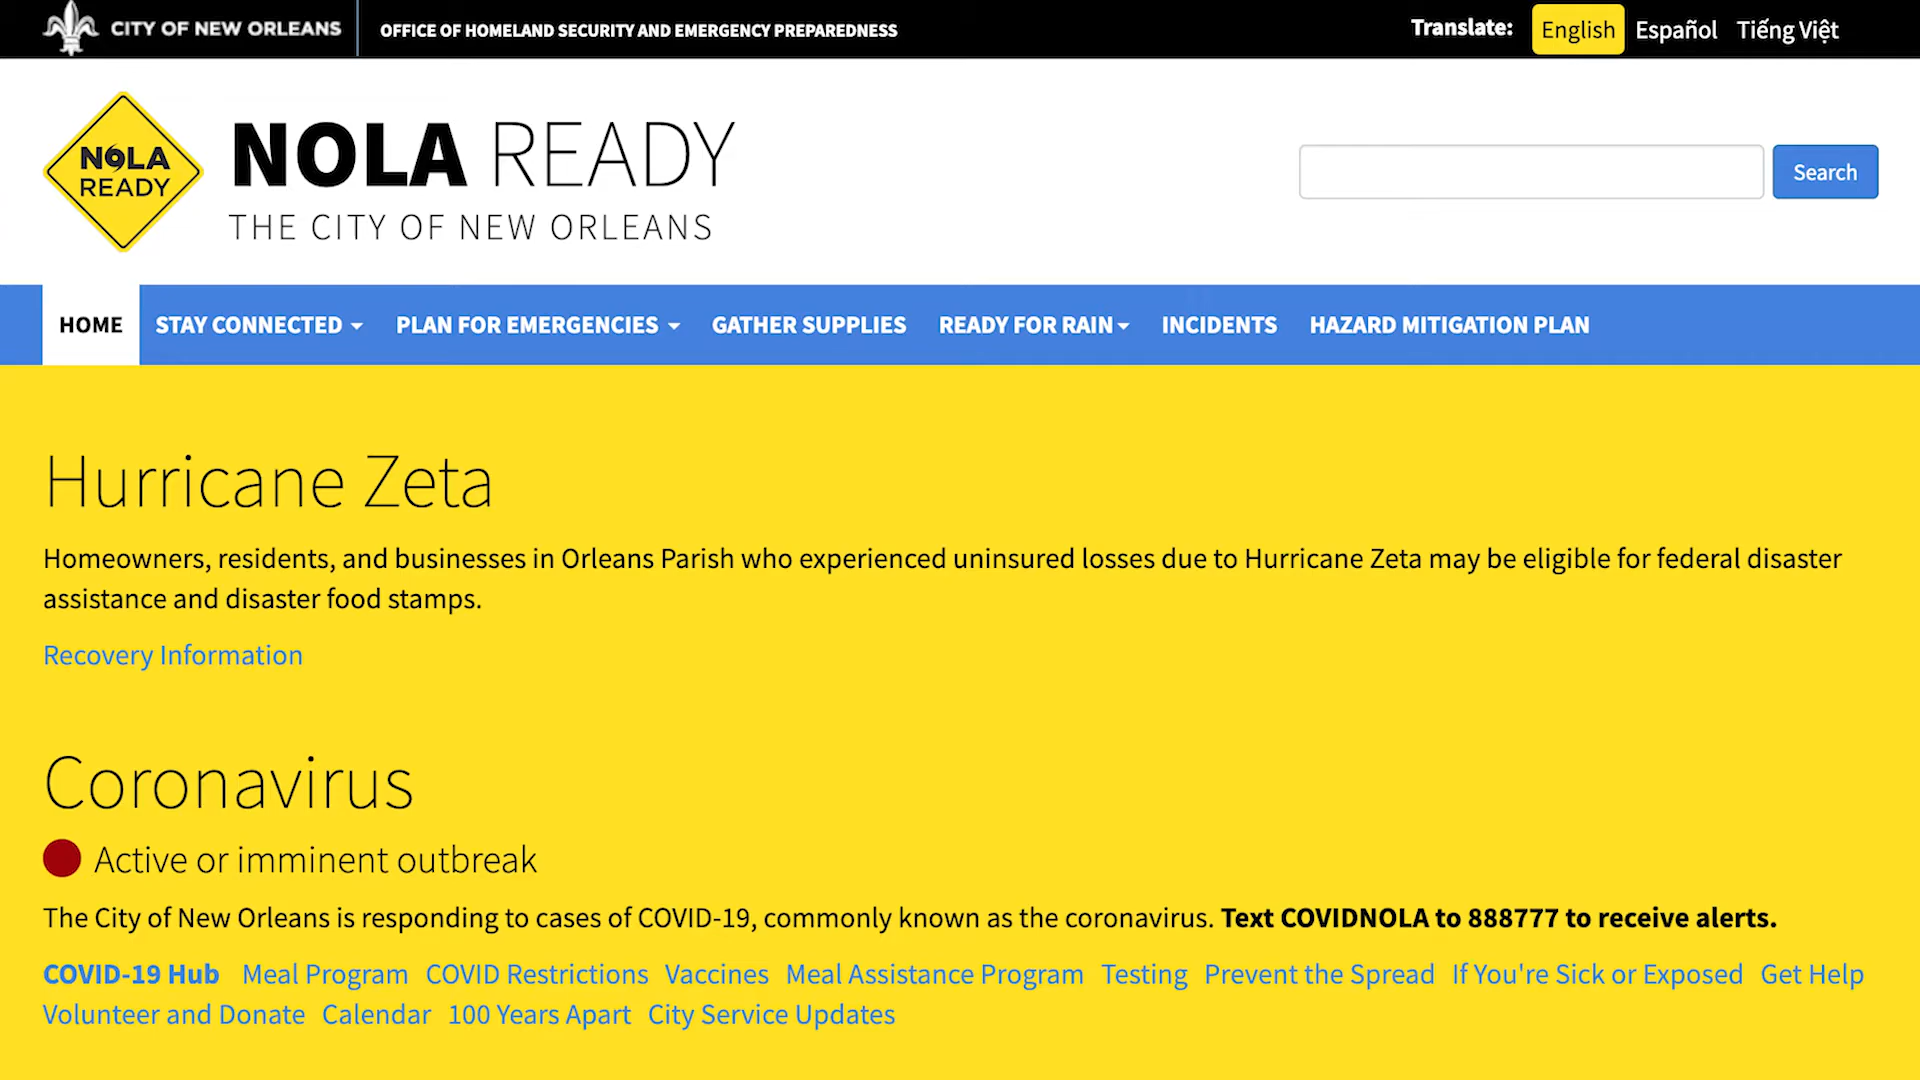 CITY OF NEW ORLEANS
OFFICE OF HOMELAND SECURITY AND EMERGENCY PREPAREDNESS
Translate: English Español Tiếng Việt
NOLA
READY
NOLA READY
THE CITY OF NEW ORLEANS
Search
HOME STAY CONNECTED PLAN FOR EMERGENCIES GATHER SUPPLIES READY FOR RAIN INCIDENTS HAZARD MITIGATION PLAN
Hurricane Zeta
Homeowners, residents, and businesses in Orleans Parish who experienced uninsured losses due to Hurricane Zeta may be eligible for federal disaster
assistance and disaster food stamps.
Recovery Information
Coronavirus
Active or imminent outbreak
The City of New Orleans is responding to cases of COVID-19, commonly known as the coronavirus. Text COVIDNOLA to 888777 to receive alerts.
COVID-19 Hub Meal Program COVID Restrictions Vaccines Meal Assistance Program Testing Prevent the Spread If You're Sick or Exposed Get Help
Volunteer and Donate Calendar 100 Years Apart City Service Updates